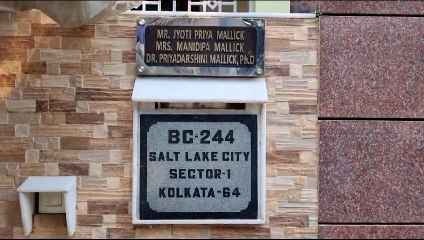 MR. JYOTI PRIYA MALLICK
MRS. MANIDIPA MALLICK
DR. PRIYADARSHINI MALLICK, Ph.D
BC-244
SALT LAKE CITY
SECTOR-1
KOLKATA-64